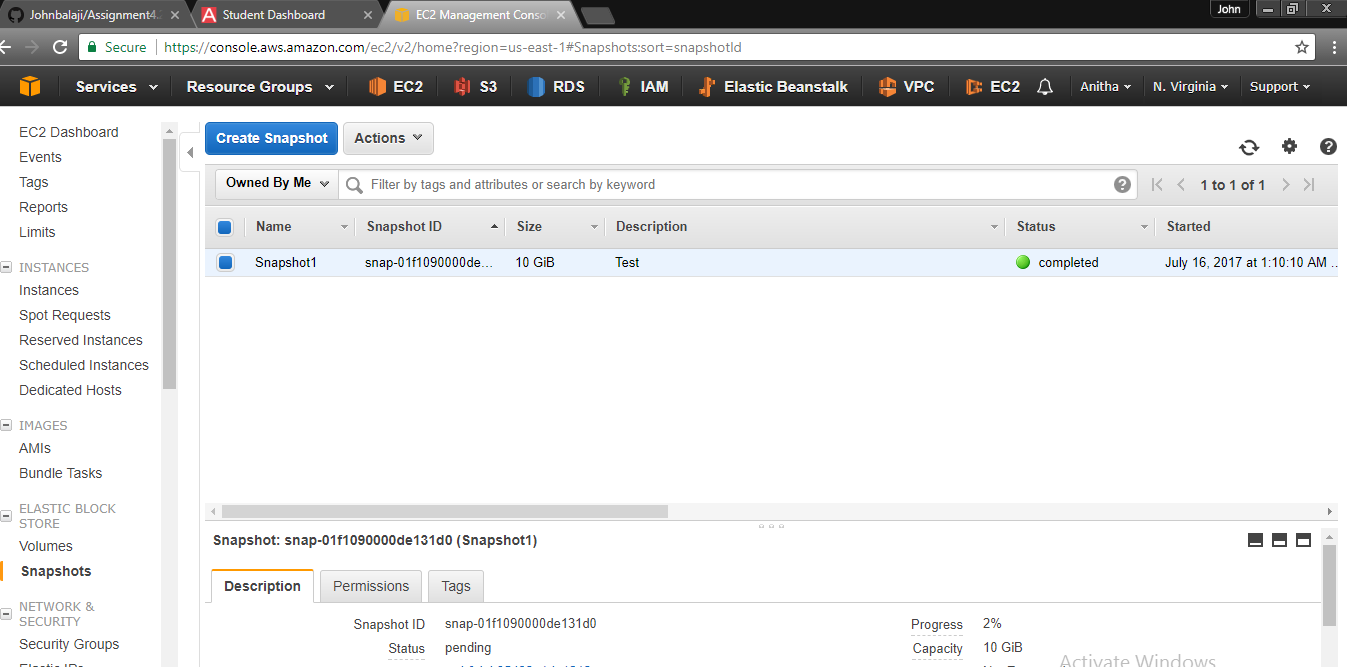 Johnbalaji/Assignment4.
Student Dashboard
EC2 Management Conso
John
Secure
https://console.aws.amazon.com/ec2/v2/home?region=us-east-1#Snapshots:sort=snapshotId
Services
Resource Groups
EC2
S3
RDS
IAM
Elastic Beanstalk
VPC
EC2
Anitha
N. Virginia
Support
EC2 Dashboard
Events
Tags
Reports
Limits
INSTANCES
Instances
Spot Requests
Reserved Instances
Scheduled Instances
Dedicated Hosts
IMAGES
AMIs
Bundle Tasks
ELASTIC BLOCK
STORE
Volumes
Snapshots
NETWORK &
SECURITY
Security Groups
Elastic IPs
Create Snapshot
Actions
Owned By Me
Filter by tags and attributes or search by keyword
1 to 1 of 1
Name
Snapshot ID
Size
Description
Status
Started
Snapshot1
snap-01f1090000de...
10 GiB
Test
completed
July 16, 2017 at 1:10:10 AM ..
Snapshot: snap-01f1090000de131d0 (Snapshot1)
Description
Permissions
Tags
Snapshot ID
snap-01f1090000de131d0
Progress
2%
Status
pending
Capacity
10 GiB
Activate Windows